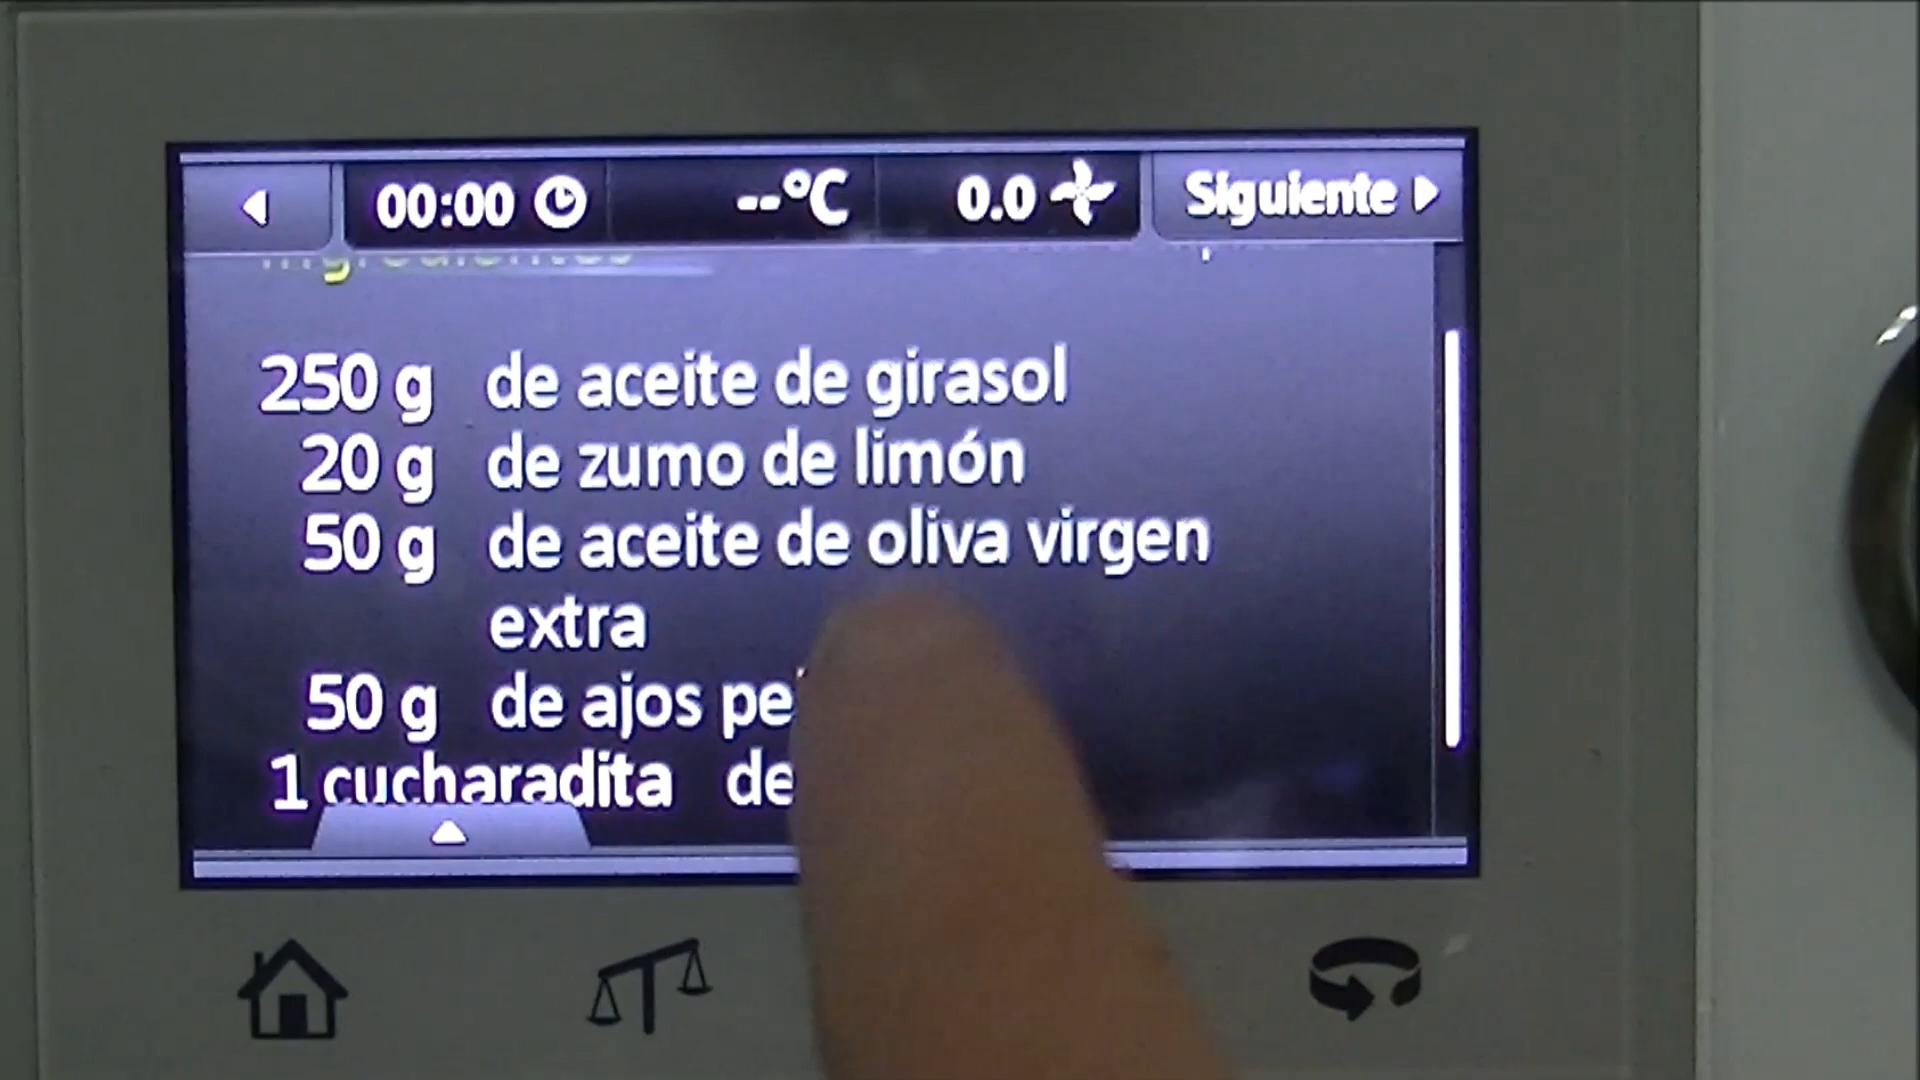 00:00 --°C 0.0 Siguiente
Ingredientes
250 g de aceite de girasol
20 g de zumo de limón
50 g de aceite de oliva virgen
extra
50 g de ajos
1 cucharadita de